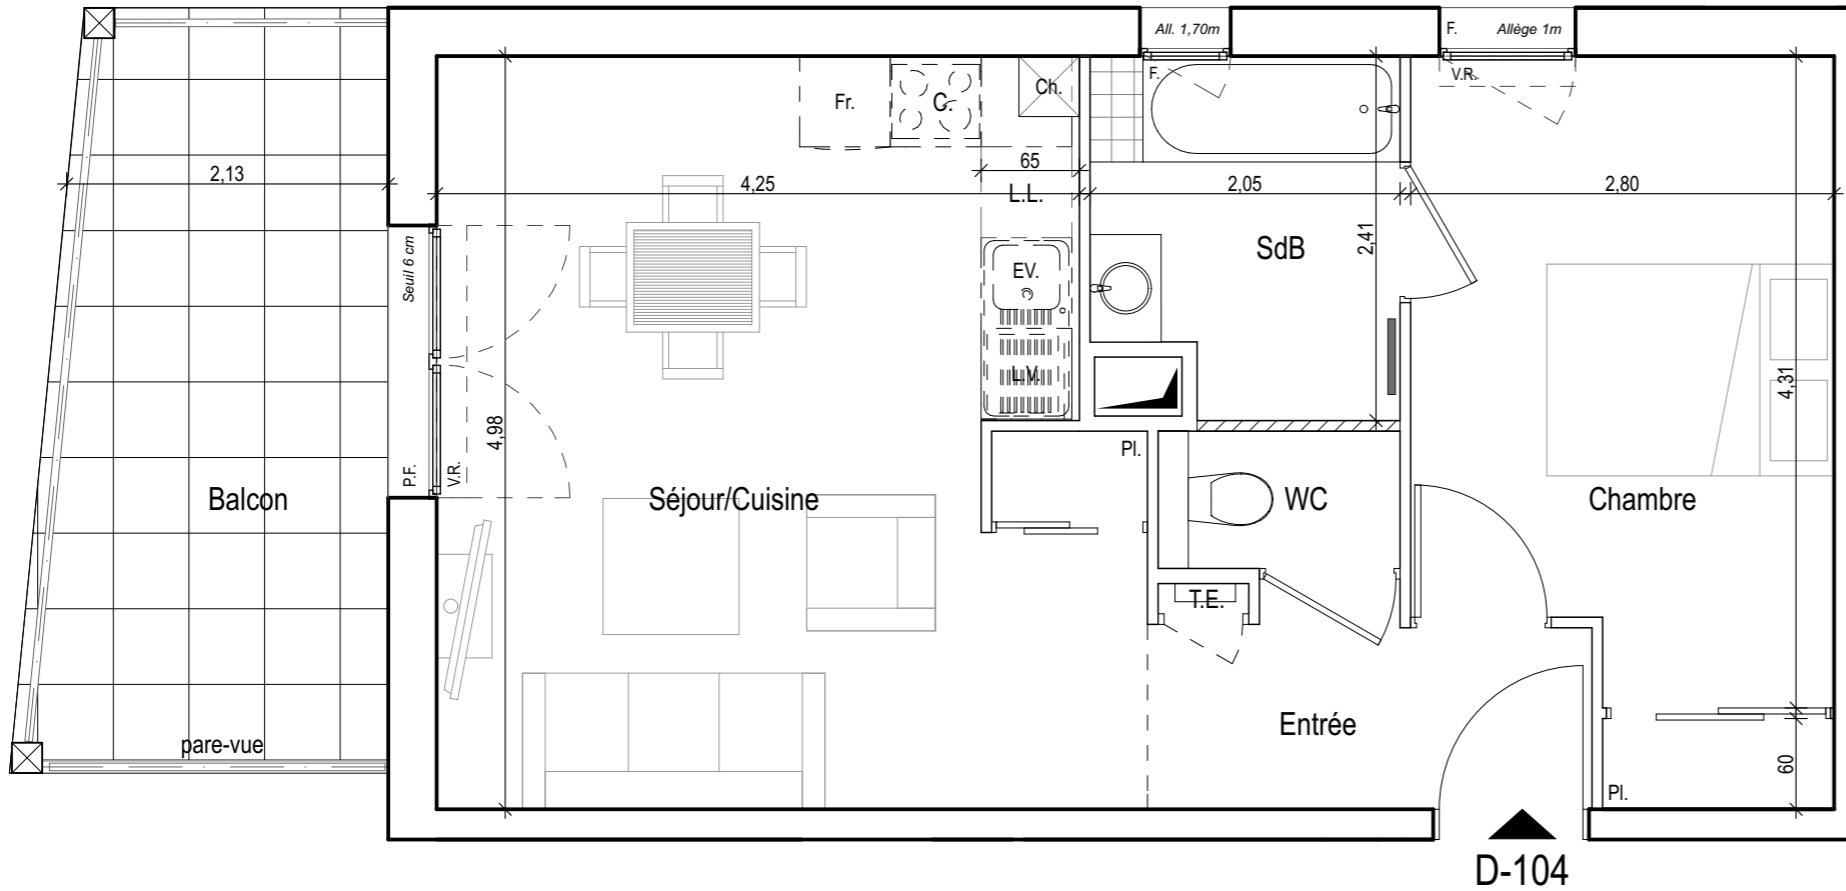 All. 1,70m
F.
Allège 1m
Fr.
C.
Ch.
F.
V.R.
2,13
4,25
65
2,05
2,80
L.L.
SdB
2,41
Seuil 6 cm
EV.
L.V.
4,31
4,98
P.F.
V.R.
Pl.
Balcon
Séjour/Cuisine
WC
Chambre
T.E.
Entrée
pare-vue
60
Pl.
D-104